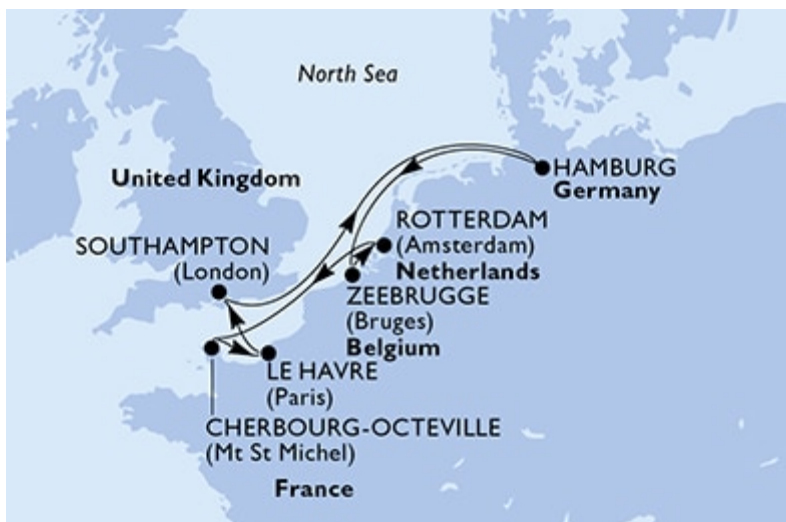 North Sea
United Kingdom
HAMBURG
Germany
ROTTERDAM
(Amsterdam)
Netherlands
SOUTHAMPTON
(London)
ZEEBRUGGE
(Bruges)
Belgium
LE HAVRE
(Paris)
CHERBOURG-OCTEVILLE
(Mt St Michel)
France